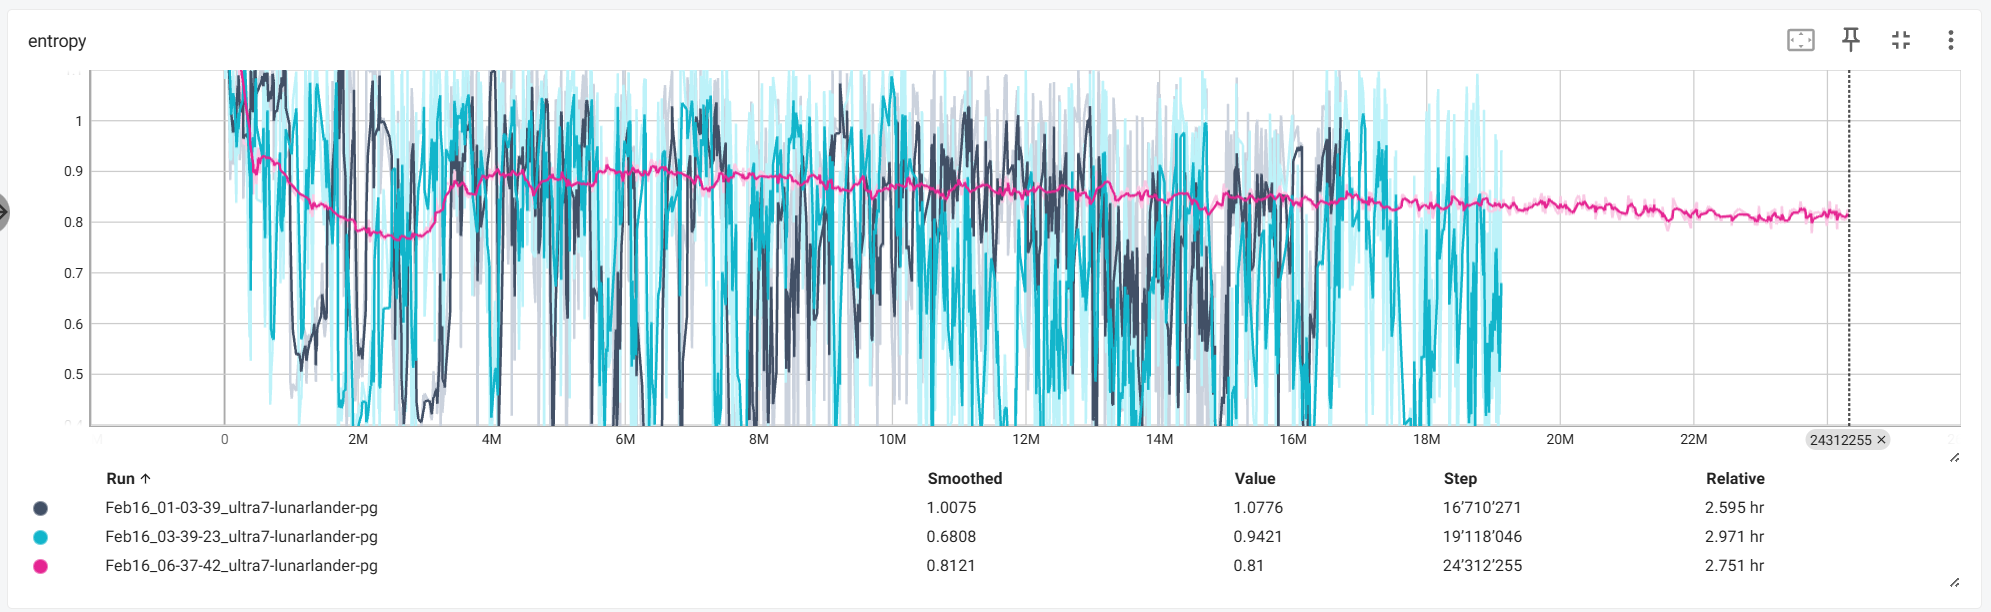 entropy
1
0.9
0.8
0.7
0.6
0.5
0 2M 4M 6M 8M 10M 12M 14M 16M 18M 20M 22M 24312255 ×
Run ↑ Smoothed Value Step Relative
Feb16_01-03-39_ultra7-lunarlander-pg 1.0075 1.0776 16’710’271 2.595 hr
Feb16_03-39-23_ultra7-lunarlander-pg 0.6808 0.9421 19’118’046 2.971 hr
Feb16_06-37-42_ultra7-lunarlander-pg 0.8121 0.81 24’312’255 2.751 hr